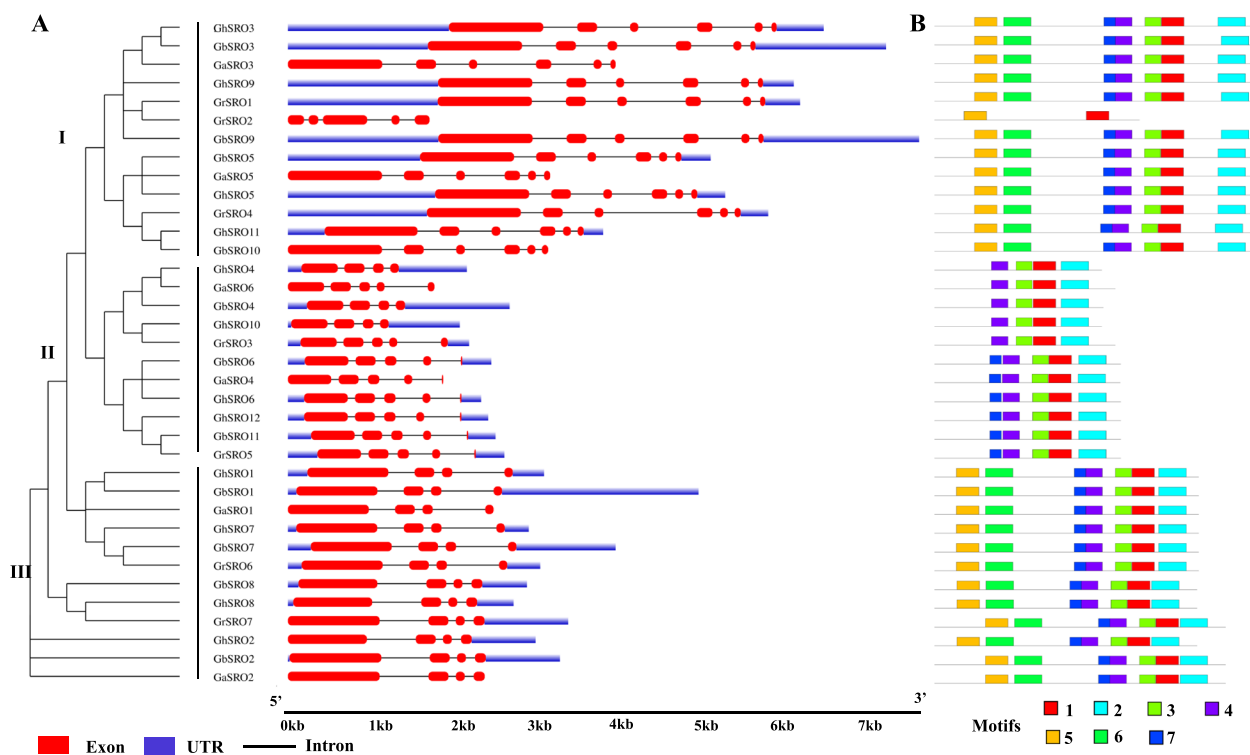 A
B
GhSRO3
GbSRO3
GaSRO3
GhSRO9
GrSRO1
GrSRO2
GbSRO9
GbSRO5
GaSRO5
GhSRO5
GrSRO4
GhSRO11
GbSRO10
GhSRO4
GaSRO6
GbSRO4
GhSRO10
GrSRO3
GbSRO6
GaSRO4
GhSRO6
GhSRO12
GbSRO11
GrSRO5
GhSRO1
GbSRO1
GaSRO1
GhSRO7
GbSRO7
GrSRO6
GbSRO8
GhSRO8
GrSRO7
GhSRO2
GbSRO2
GaSRO2
I
II
III
5’ 3’
0kb 1kb 2kb 3kb 4kb 5kb 6kb 7kb
Exon UTR Intron
Motifs
1 2 3 4
5 6 7